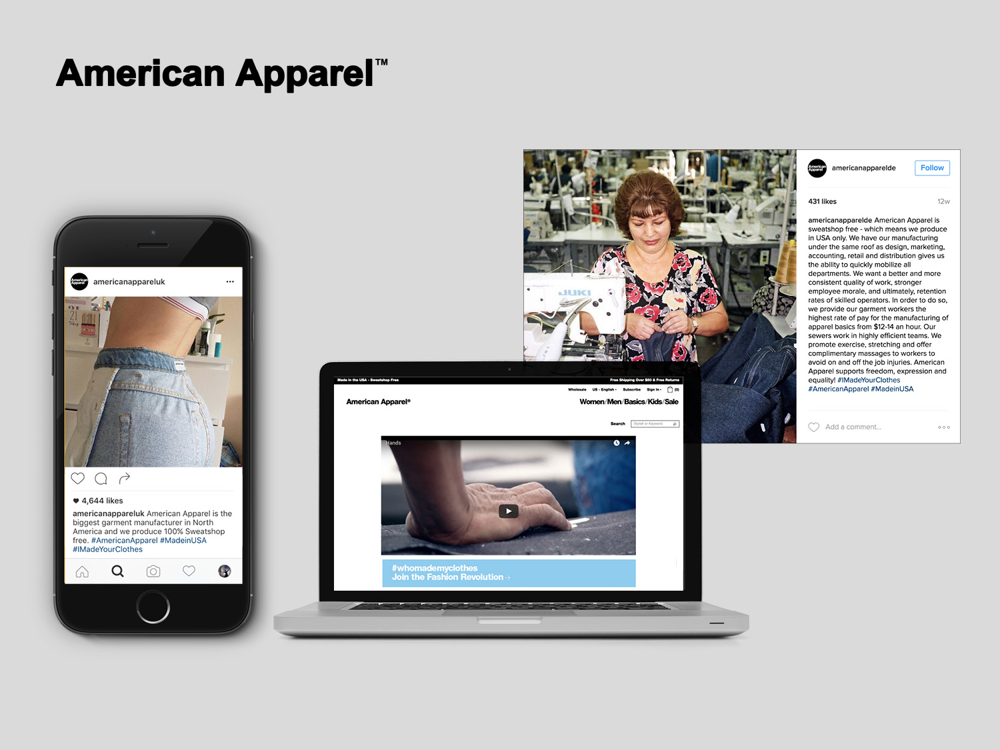 American Apparel™
americanapparelde
Follow
431 likes
12w
americanapparelde American Apparel is
sweatshop free - which means we produce
in USA only. We have our manufacturing
under the same roof as design, marketing,
accounting, retail and distribution gives us
the ability to quickly mobilize all
departments. We want a better and more
consistent quality of work, stronger
employee morale, and ultimately, retention
rates of skilled operators. In order to do so,
we provide our garment workers the
highest rate of pay for the manufacturing of
apparel basics from $12-14 an hour. Our
sewers work in highly efficient teams. We
promote exercise, stretching and offer
complimentary massages to workers to
avoid on and off the job injuries. American
Apparel supports freedom, expression and
equality! #IMadeYourClothes
#AmericanApparel #MadeinUSA
Add a comment...
American
Apparel
JUKI
American
Apparel
americanappareluk
21
Today
4,644 likes
americanappareluk American Apparel is the
biggest garment manufacturer in North
America and we produce 100% Sweatshop
free. #AmericanApparel #MadeinUSA
#IMadeYourClothes
Made in the USA - Sweatshop Free
Free Shipping Over $50 & Free Returns
Wholesale US - English Subscribe Sign In (0)
American Apparel®
Women/Men/Basics/Kids/Sale
Search
Style# or Keyword
Hands
#whomademyclothes
Join the Fashion Revolution→